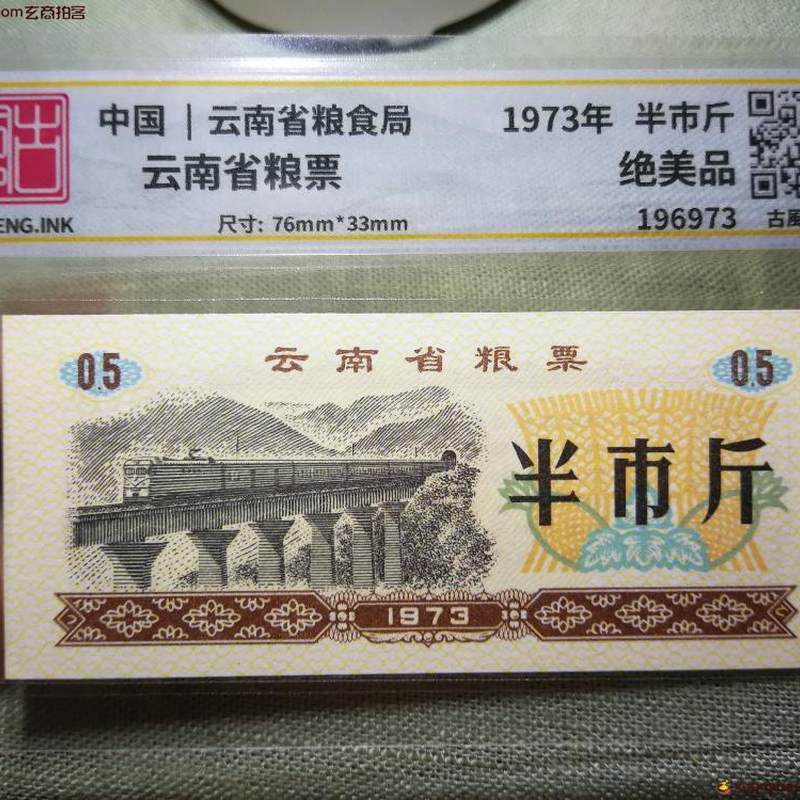 om玄商拍客
中国 | 云南省粮食局
1973年 半市斤
云南省粮票
绝美品
ENG.INK
尺寸: 76mm*33mm
196973
古
0.5
云南省粮票
0.5
半市斤
1973